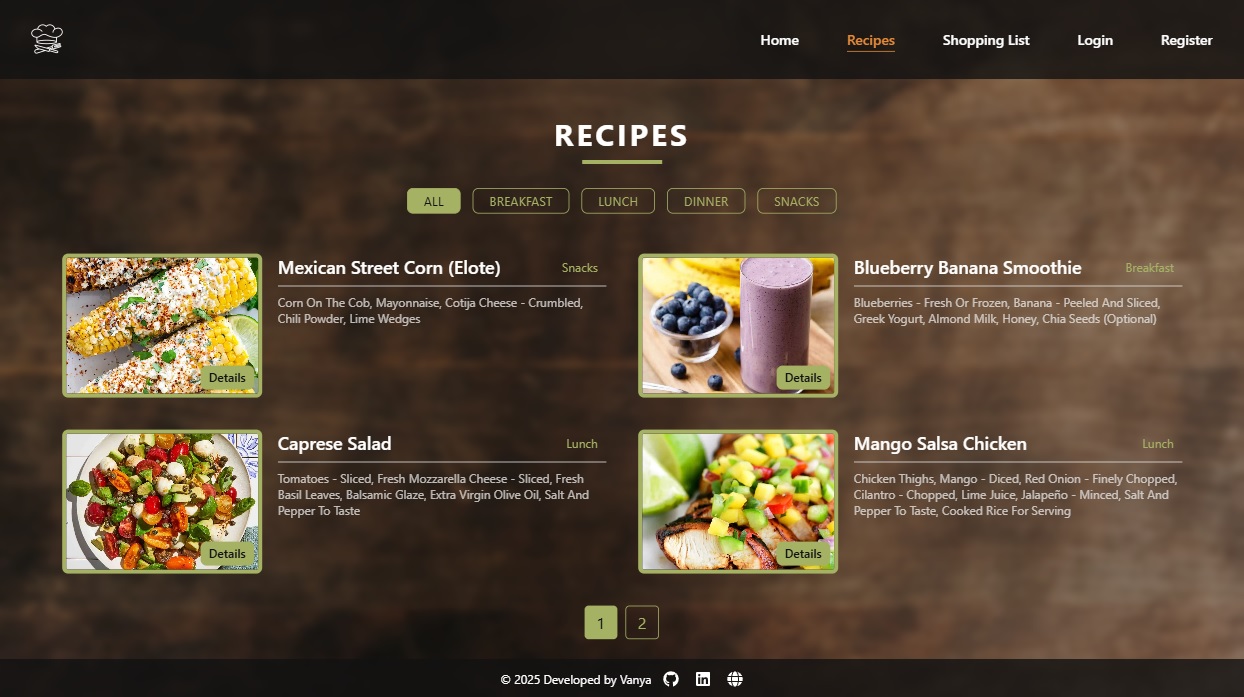 Home
Recipes
Shopping List
Login
Register
RECIPES
ALL
BREAKFAST
LUNCH
DINNER
SNACKS
Mexican Street Corn (Elote)
Snacks
Corn On The Cob, Mayonnaise, Cotija Cheese - Crumbled,
Chili Powder, Lime Wedges
Details
Blueberry Banana Smoothie
Breakfast
Blueberries - Fresh Or Frozen, Banana - Peeled And Sliced,
Greek Yogurt, Almond Milk, Honey, Chia Seeds (Optional)
Details
Caprese Salad
Lunch
Tomatoes - Sliced, Fresh Mozzarella Cheese - Sliced, Fresh
Basil Leaves, Balsamic Glaze, Extra Virgin Olive Oil, Salt And
Pepper To Taste
Details
Mango Salsa Chicken
Lunch
Chicken Thighs, Mango - Diced, Red Onion - Finely Chopped,
Cilantro - Chopped, Lime Juice, Jalapeño - Minced, Salt And
Pepper To Taste, Cooked Rice For Serving
Details
1
2
© 2025 Developed by Vanya